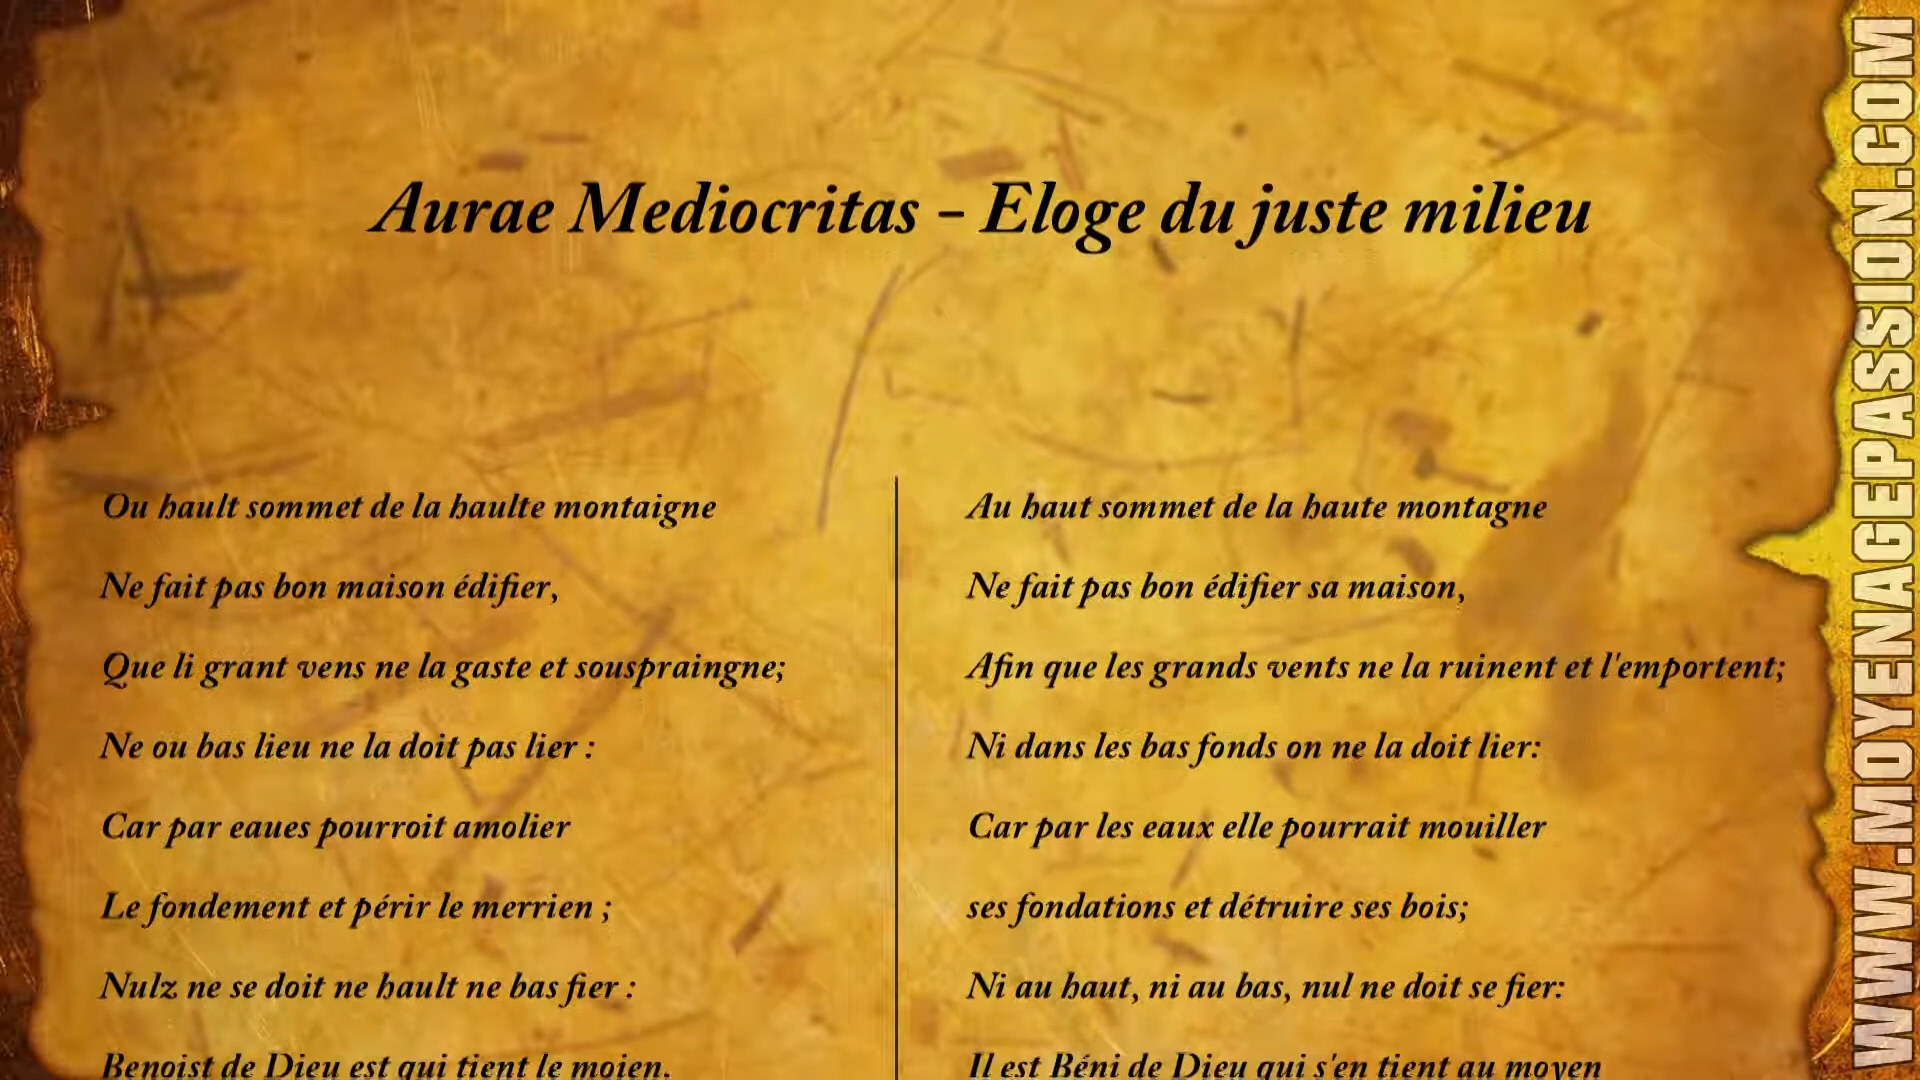 Aurae Mediocritas - Eloge du juste milieu
Ou hault sommet de la haulte montaigne
Ne fait pas bon maison édifier,
Que li grant vens ne la gaste et souspraingne;
Ne ou bas lieu ne la doit pas lier :
Car par eaues pourroit amolier
Le fondement et périr le merrien ;
Nulz ne se doit ne hault ne bas fier :
Benoist de Dieu est qui tient le moien.
Au haut sommet de la haute montagne
Ne fait pas bon édifier sa maison,
Afin que les grands vents ne la ruinent et l'emportent;
Ni dans les bas fonds on ne la doit lier:
Car par les eaux elle pourrait mouiller
ses fondations et détruire ses bois;
Ni au haut, ni au bas, nul ne doit se fier:
Il est Béni de Dieu qui s'en tient au moyen
WWW.MOYENAGEPASSION.COM